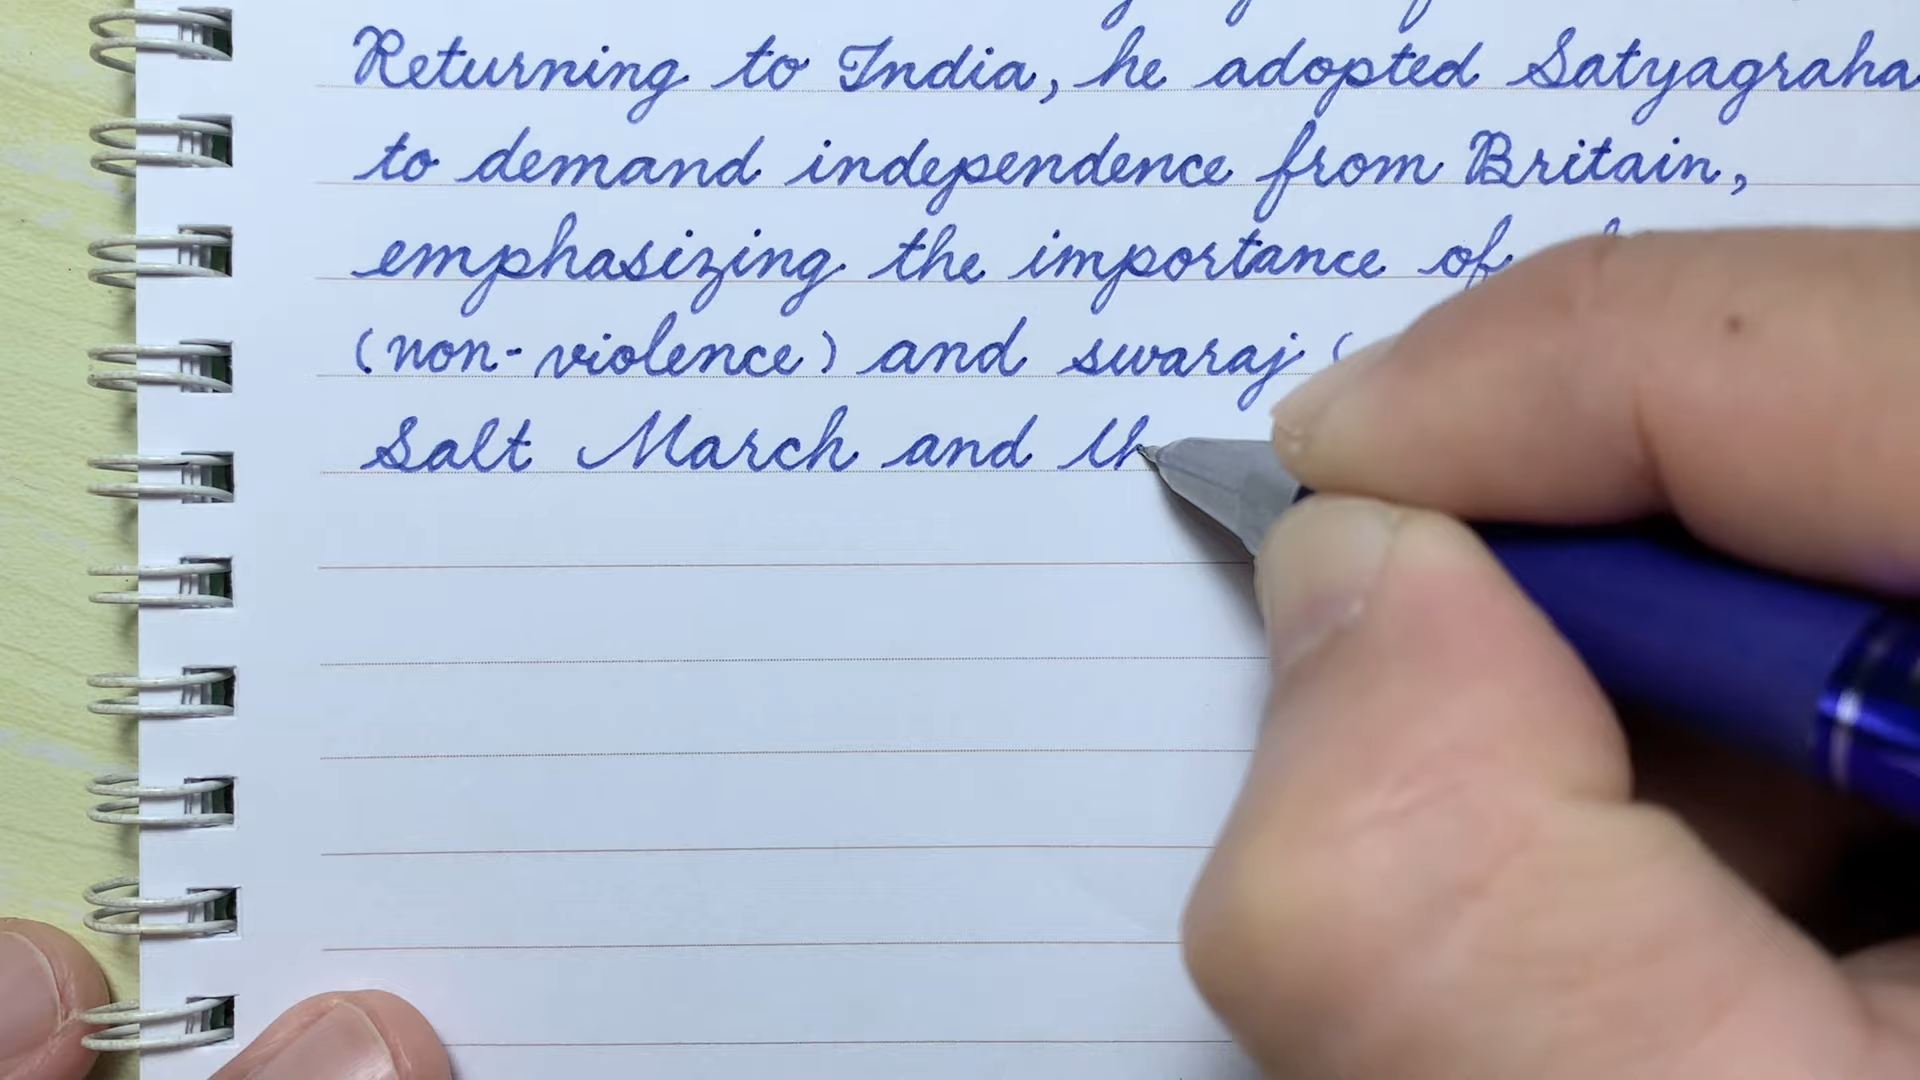 Returning to India, he adopted Satyagraha
to demand independence from Britain,
emphasizing the importance of
(non-violence) and swaraj (
Salt March and th